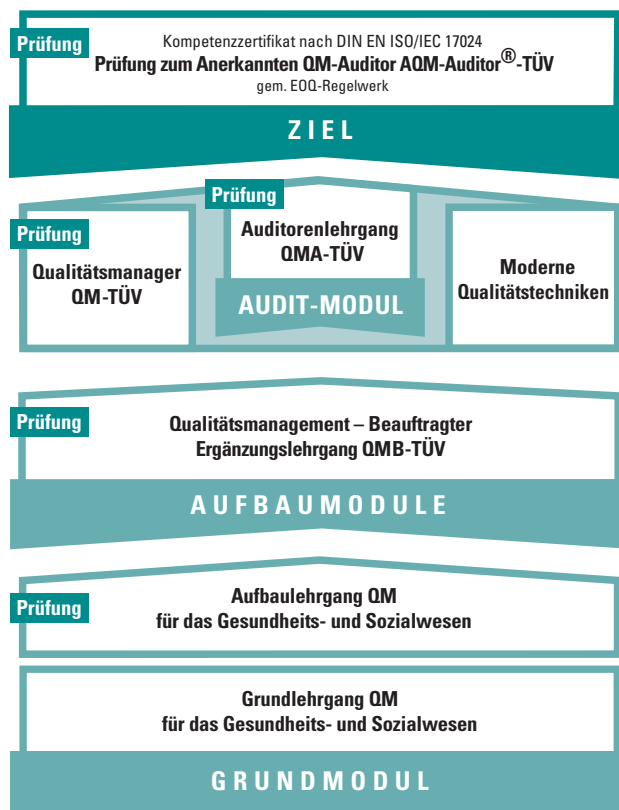 Prüfung
Kompetenzzertifikat nach DIN EN ISO/IEC 17024
Prüfung zum Anerkannten QM-Auditor AQM-Auditor®-TÜV
gem. EOQ-Regelwerk
ZIEL
Prüfung
Qualitätsmanager
QM-TÜV
Prüfung
Auditorenlehrgang
QMA-TÜV
AUDIT-MODUL
Moderne
Qualitätstechniken
Prüfung
Qualitätsmanagement – Beauftragter
Ergänzungslehrgang QMB-TÜV
AUFBAUMODULE
Prüfung
Aufbaulehrgang QM
für das Gesundheits- und Sozialwesen
Grundlehrgang QM
für das Gesundheits- und Sozialwesen
GRUNDMODUL